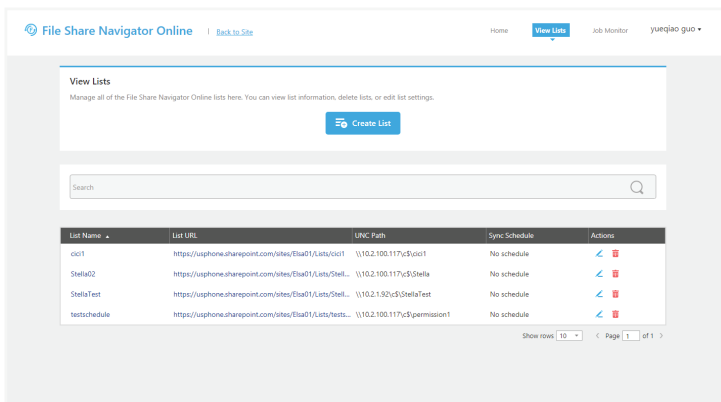 File Share Navigator Online | Back to Site Home View Lists Job Monitor yueqiao guo
View Lists
Manage all of the File Share Navigator Online lists here. You can view list information, delete lists, or edit list settings.
Create List
Search
List Name List URL UNC Path Sync Schedule Actions
cici1 https://usphone.sharepoint.com/sites/Elsa01/Lists/cici1 \\10.2.100.117\c$\cici1 No schedule
Stella02 https://usphone.sharepoint.com/sites/Elsa01/Lists/Stell... \\10.2.100.117\c$\Stella No schedule
StellaTest https://usphone.sharepoint.com/sites/Elsa01/Lists/Stell... \\10.2.1.92\c$\StellaTest No schedule
testschedule https://usphone.sharepoint.com/sites/Elsa01/Lists/tests... \\10.2.100.117\c$\permission1 No schedule
Show rows 10 < Page 1 of 1 >